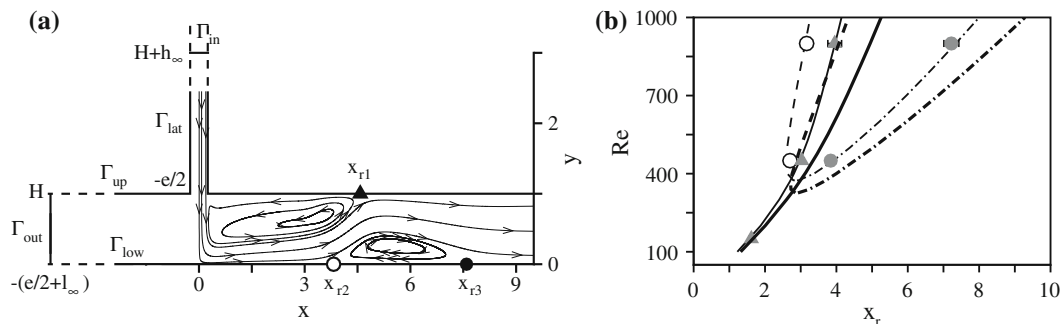 (a)
Γin
H+h∞
Γlat
2
y
Γup
-e/2
xr1
H
Γout
Γlow
0
-(e/2+l∞)
0
3
xr2
6
xr3
9
x
(b)
1000
700
Re
400
100
0
2
4
6
8
10
xr